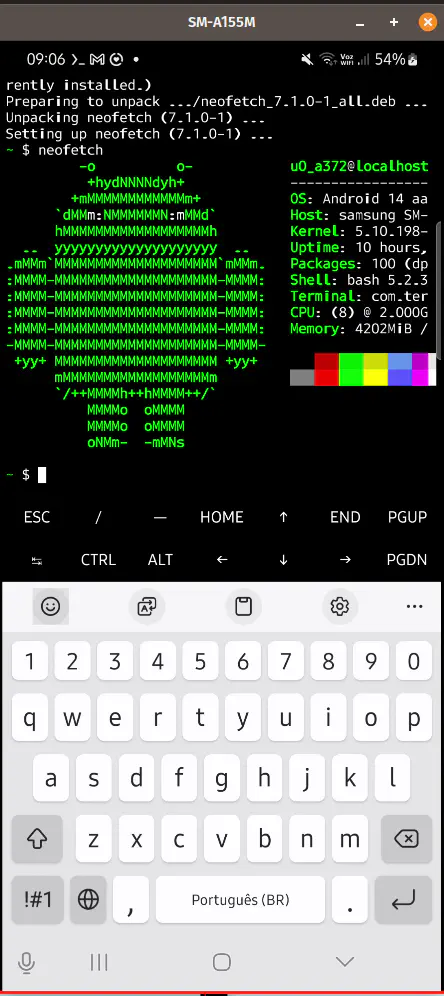 SM-A155M
09:06 54%
Voz
WiFi
rently installed.)
Preparing to unpack .../neofetch_7.1.0-1_all.deb ...
Unpacking neofetch (7.1.0-1) ...
Setting up neofetch (7.1.0-1) ...
~ $ neofetch
-o o- u0_a372@localhost
+hydNNNNdyh+ -----------------
+mMMMMMMMMMMMMm+ OS: Android 14 aa
`dMMm:NMMMMMMN:mMMd` Host: samsung SM-
hMMMMMMMMMMMMMMMMMMh Kernel: 5.10.198-
.. yyyyyyyyyyyyyyyyyyyy .. Uptime: 10 hours,
.mMMm`MMMMMMMMMMMMMMMMMMMM`mMMm. Packages: 100 (dp
:MMMM-MMMMMMMMMMMMMMMMMMMM-MMMM: Shell: bash 5.2.3
:MMMM-MMMMMMMMMMMMMMMMMMMM-MMMM: Terminal: com.ter
:MMMM-MMMMMMMMMMMMMMMMMMMM-MMMM: CPU: (8) @ 2.000G
:MMMM-MMMMMMMMMMMMMMMMMMMM-MMMM: Memory: 4202MiB /
-MMMM-MMMMMMMMMMMMMMMMMMMM-MMMM-
+yy+ MMMMMMMMMMMMMMMMMMMM +yy+
mMMMMMMMMMMMMMMMMMMm
`/++MMMMh++hMMMM++/`
MMMMo oMMMM
MMMMo oMMMM
oNMm- -mMNs
~ $
ESC / — HOME ↑ END PGUP
↹ CTRL ALT ← ↓ → PGDN
1 2 3 4 5 6 7 8 9 0
q w e r t y u i o p
a s d f g h j k l
z x c v b n m
!#1 , Português (BR) .